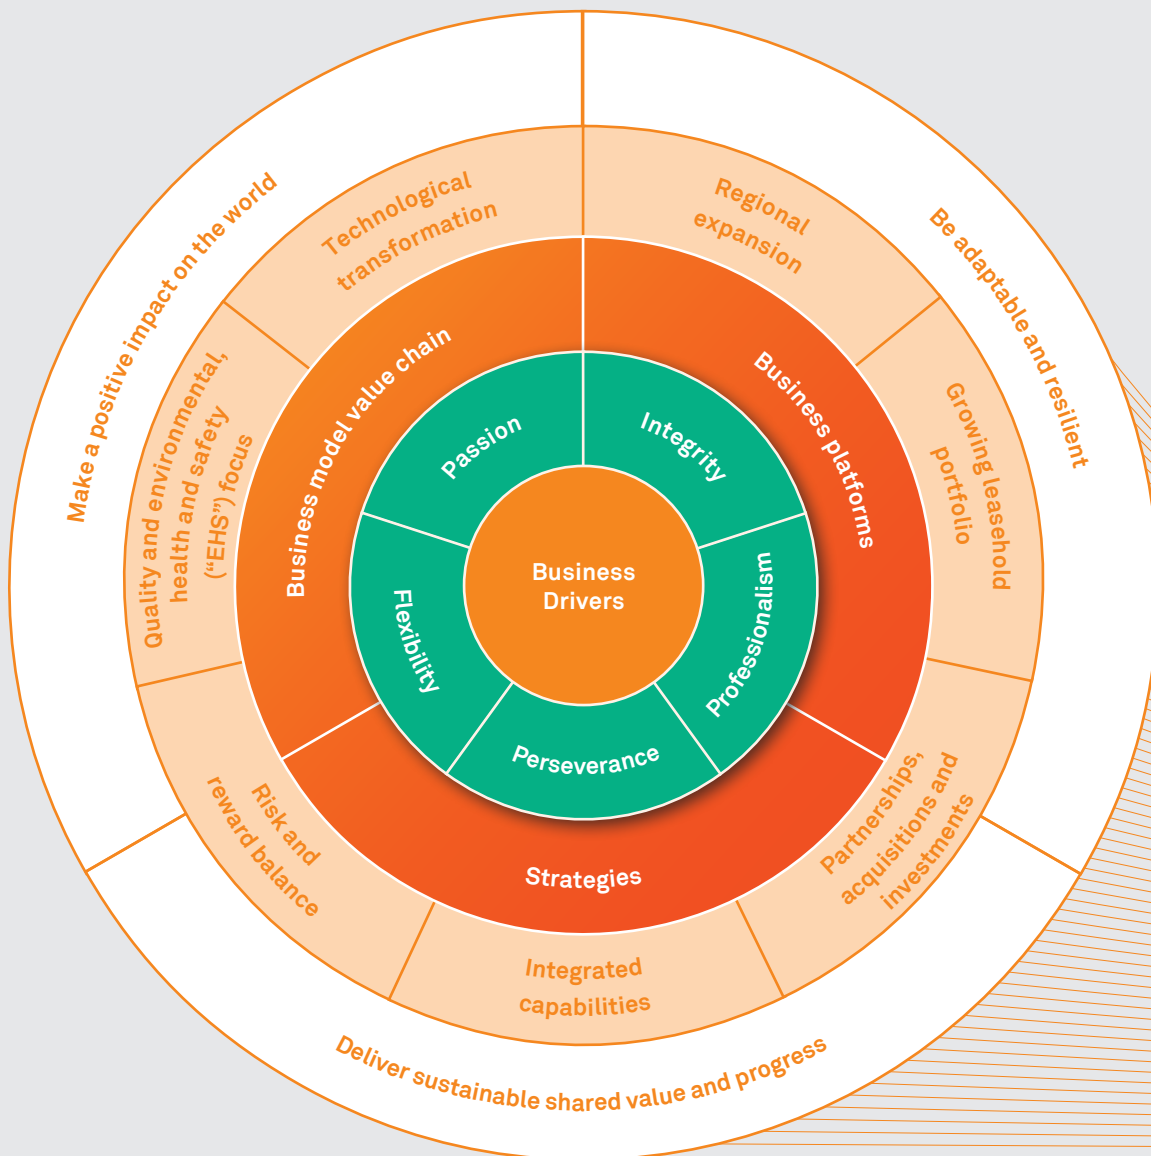 Make a positive impact on the world
Be adaptable and resilient
Deliver sustainable shared value and progress
Technological
transformation
Regional
expansion
Growing leasehold
portfolio
Partnerships,
acquisitions and
investments
Integrated
capabilities
Risk and
reward balance
Quality and environmental,
health and safety
(“EHS”) focus
Business model value chain
Business platforms
Strategies
Passion
Integrity
Professionalism
Perseverance
Flexibility
Business
Drivers